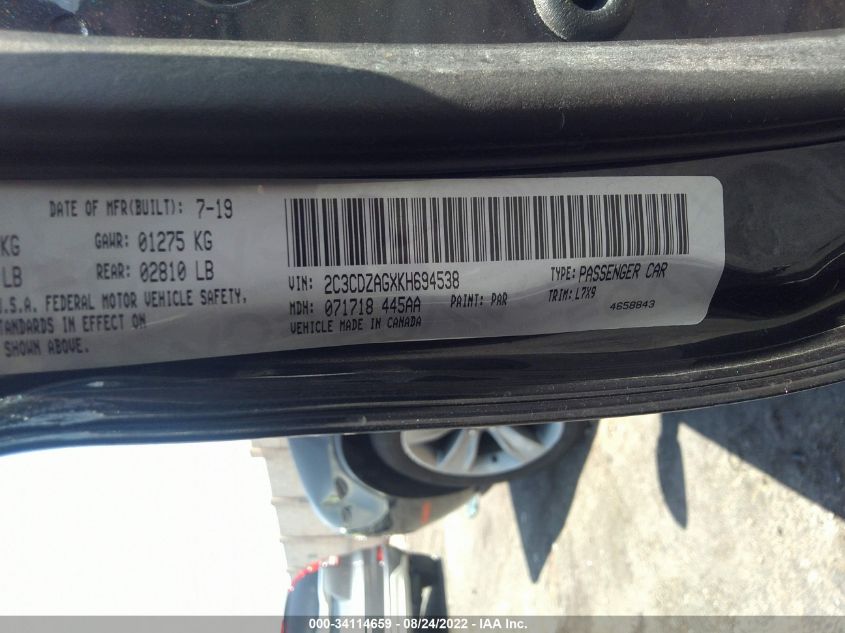 DATE OF MFR(BUILT): 7-19
KG GAWR: 01275 KG
LB REAR: 02810 LB
U.S.A. FEDERAL MOTOR VEHICLE SAFETY,
STANDARDS IN EFFECT ON
SHOWN ABOVE.
VIN: 2C3CDZAGXKH694538 TYPE: PASSENGER CAR
MDH: 071718 445AA PAINT: PAR TRIM: L7X9
VEHICLE MADE IN CANADA 4658843
000-34114659 - 08/24/2022 - IAA Inc.